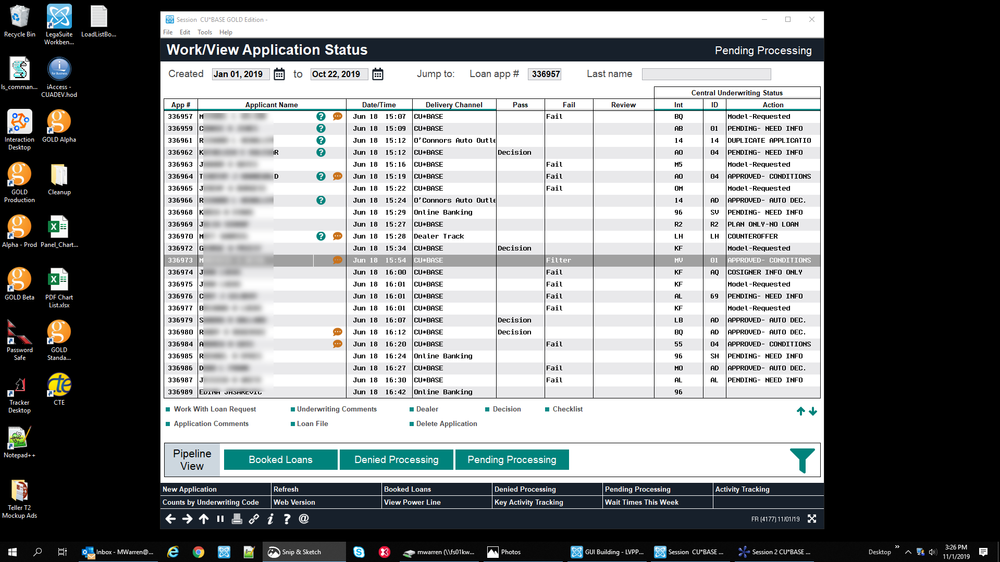 Recycle Bin
LegaSuite Workben...
LoadListBo...
ls_comman...
iAccess - CUADEV.hod
Interaction Desktop
GOLD Alpha
GOLD Production
Cleanup
Alpha - Prod
Panel_Chart...
GOLD Beta
PDF Chart List.xlsx
Password Safe
GOLD Standa...
Tracker Desktop
CTE
Notepad++
Teller T2 Mockup Ads
Session CU*BASE GOLD Edition -
File Edit Tools Help
Work/View Application Status Pending Processing
Created Jan 01, 2019 to Oct 22, 2019 Jump to: Loan app # 336957 Last name
Central Underwriting Status
App # Applicant Name Date/Time Delivery Channel Pass Fail Review Int ID Action
336957 M Jun 18 15:07 CU*BASE Fail BQ Model-Requested
336959 C Jun 18 15:09 CU*BASE AB 01 PENDING- NEED INFO
336961 R Jun 18 15:12 O'Connors Auto Outle 14 14 DUPLICATE APPLICATIO
336962 K R Jun 18 15:12 CU*BASE Decision AO 04 PENDING- NEED INFO
336963 J Jun 18 15:16 CU*BASE Fail M5 Model-Requested
336964 T D Jun 18 15:19 CU*BASE Fail AO 04 APPROVED- CONDITIONS
336965 J Jun 18 15:22 CU*BASE Fail OM Model-Requested
336966 R Jun 18 15:24 O'Connors Auto Outle 14 AD APPROVED- AUTO DEC.
336968 K Jun 18 15:29 Online Banking 96 SV PENDING- NEED INFO
336969 J Jun 18 15:27 CU*BASE R2 R2 PLAN ONLY-NO LOAN
336970 M Jun 18 15:28 Dealer Track LH LH COUNTEROFFER
336972 G Jun 18 15:34 CU*BASE Decision KF Model-Requested
336973 M Jun 18 15:54 CU*BASE Filter MV 01 APPROVED- CONDITIONS
336974 J Jun 18 16:00 CU*BASE Fail KF AQ COSIGNER INFO ONLY
336975 J Jun 18 16:01 CU*BASE Fail KF Model-Requested
336976 C Jun 18 16:01 CU*BASE Fail AL 69 PENDING- NEED INFO
336977 B Jun 18 16:01 CU*BASE Fail KF Model-Requested
336979 S Jun 18 16:07 CU*BASE Decision LB AD APPROVED- AUTO DEC.
336980 R Jun 18 16:12 CU*BASE Decision BQ AD APPROVED- AUTO DEC.
336984 A Jun 18 16:20 CU*BASE Fail 55 04 APPROVED- CONDITIONS
336985 R Jun 18 16:24 Online Banking 96 SH PENDING- NEED INFO
336986 D Jun 18 16:27 CU*BASE Fail MO AD APPROVED- AUTO DEC.
336987 J Jun 18 16:30 CU*BASE Fail AL AL PENDING- NEED INFO
336989 EDINA JASAREVIC Jun 18 16:42 Online Banking 96
Work With Loan Request Underwriting Comments Dealer Decision Checklist
Application Comments Loan File Delete Application
Pipeline View Booked Loans Denied Processing Pending Processing
New Application Refresh Booked Loans Denied Processing Pending Processing Activity Tracking
Counts by Underwriting Code Web Version View Power Line Key Activity Tracking Wait Times This Week
FR (4177) 11/01/19
Inbox - MWarren@... Snip & Sketch mwarren (\\fs01kw... Photos GUI Building - LVPP... Session CU*BASE ... Session 2 CU*BASE ... Desktop 3:26 PM
11/1/2019